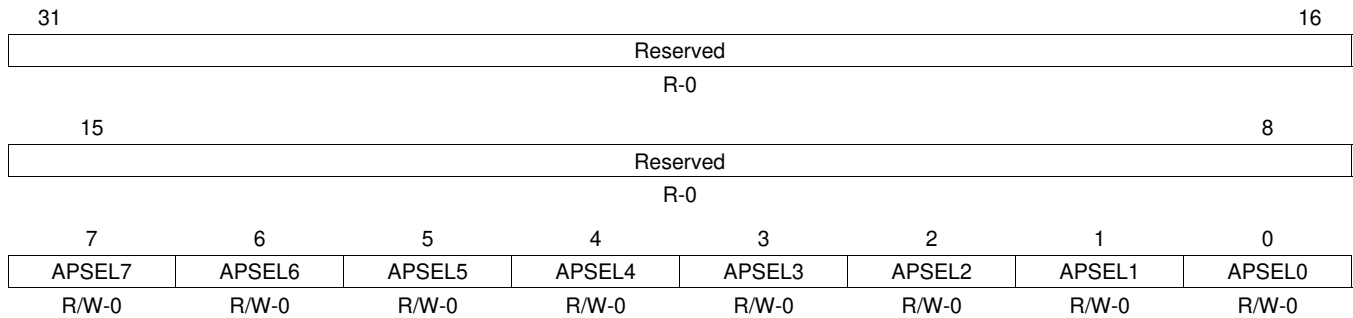 31 16
Reserved
R-0
15 8
Reserved
R-0
7 6 5 4 3 2 1 0
APSEL7 APSEL6 APSEL5 APSEL4 APSEL3 APSEL2 APSEL1 APSEL0
R/W-0 R/W-0 R/W-0 R/W-0 R/W-0 R/W-0 R/W-0 R/W-0